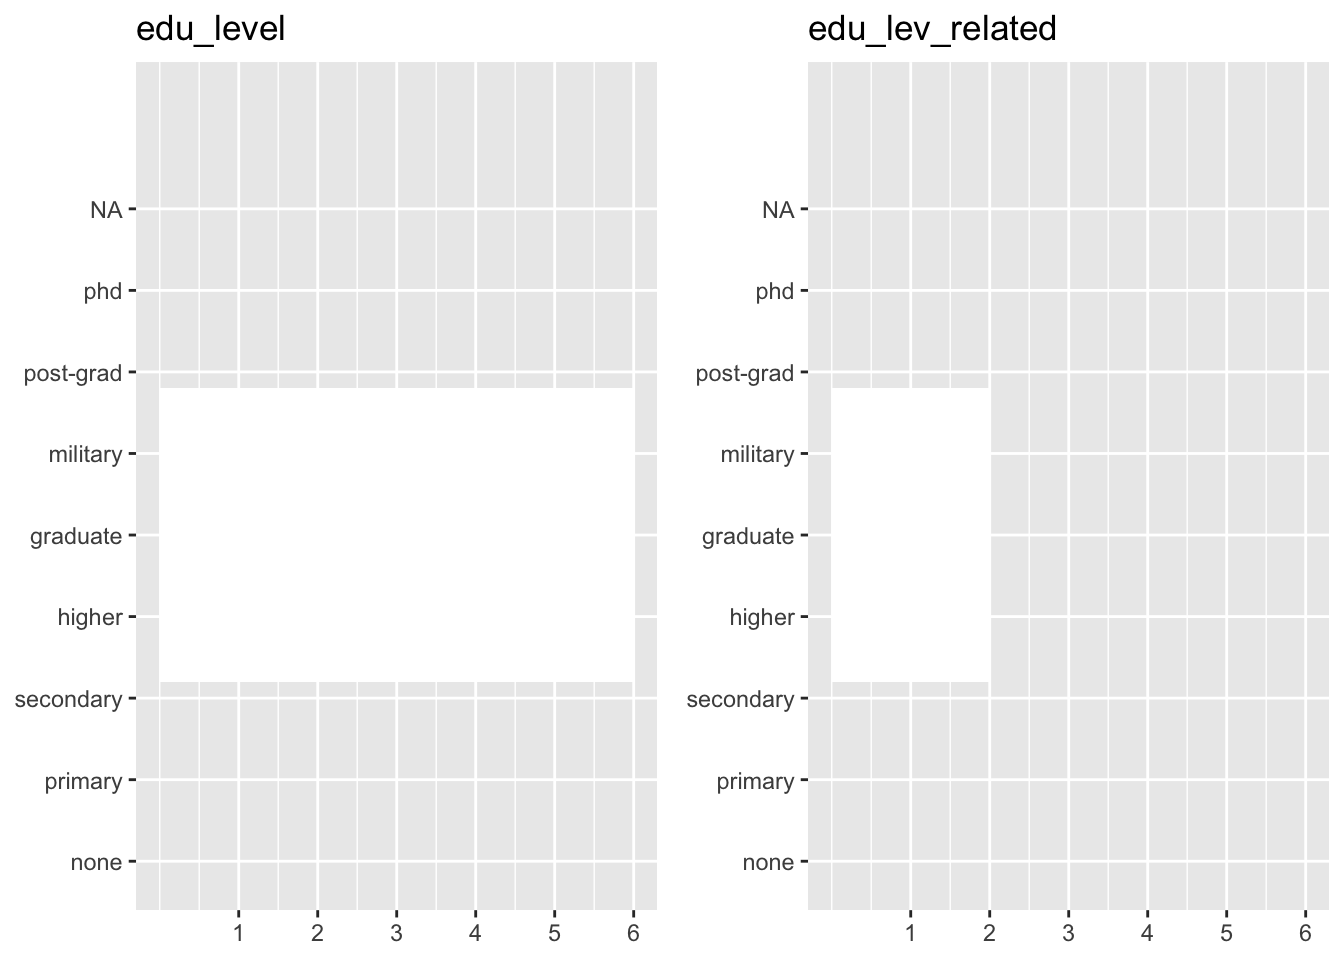 edu_level
NA
phd
post-grad
military
graduate
higher
secondary
primary
none
1 2 3 4 5 6
edu_lev_related
NA
phd
post-grad
military
graduate
higher
secondary
primary
none
1 2 3 4 5 6